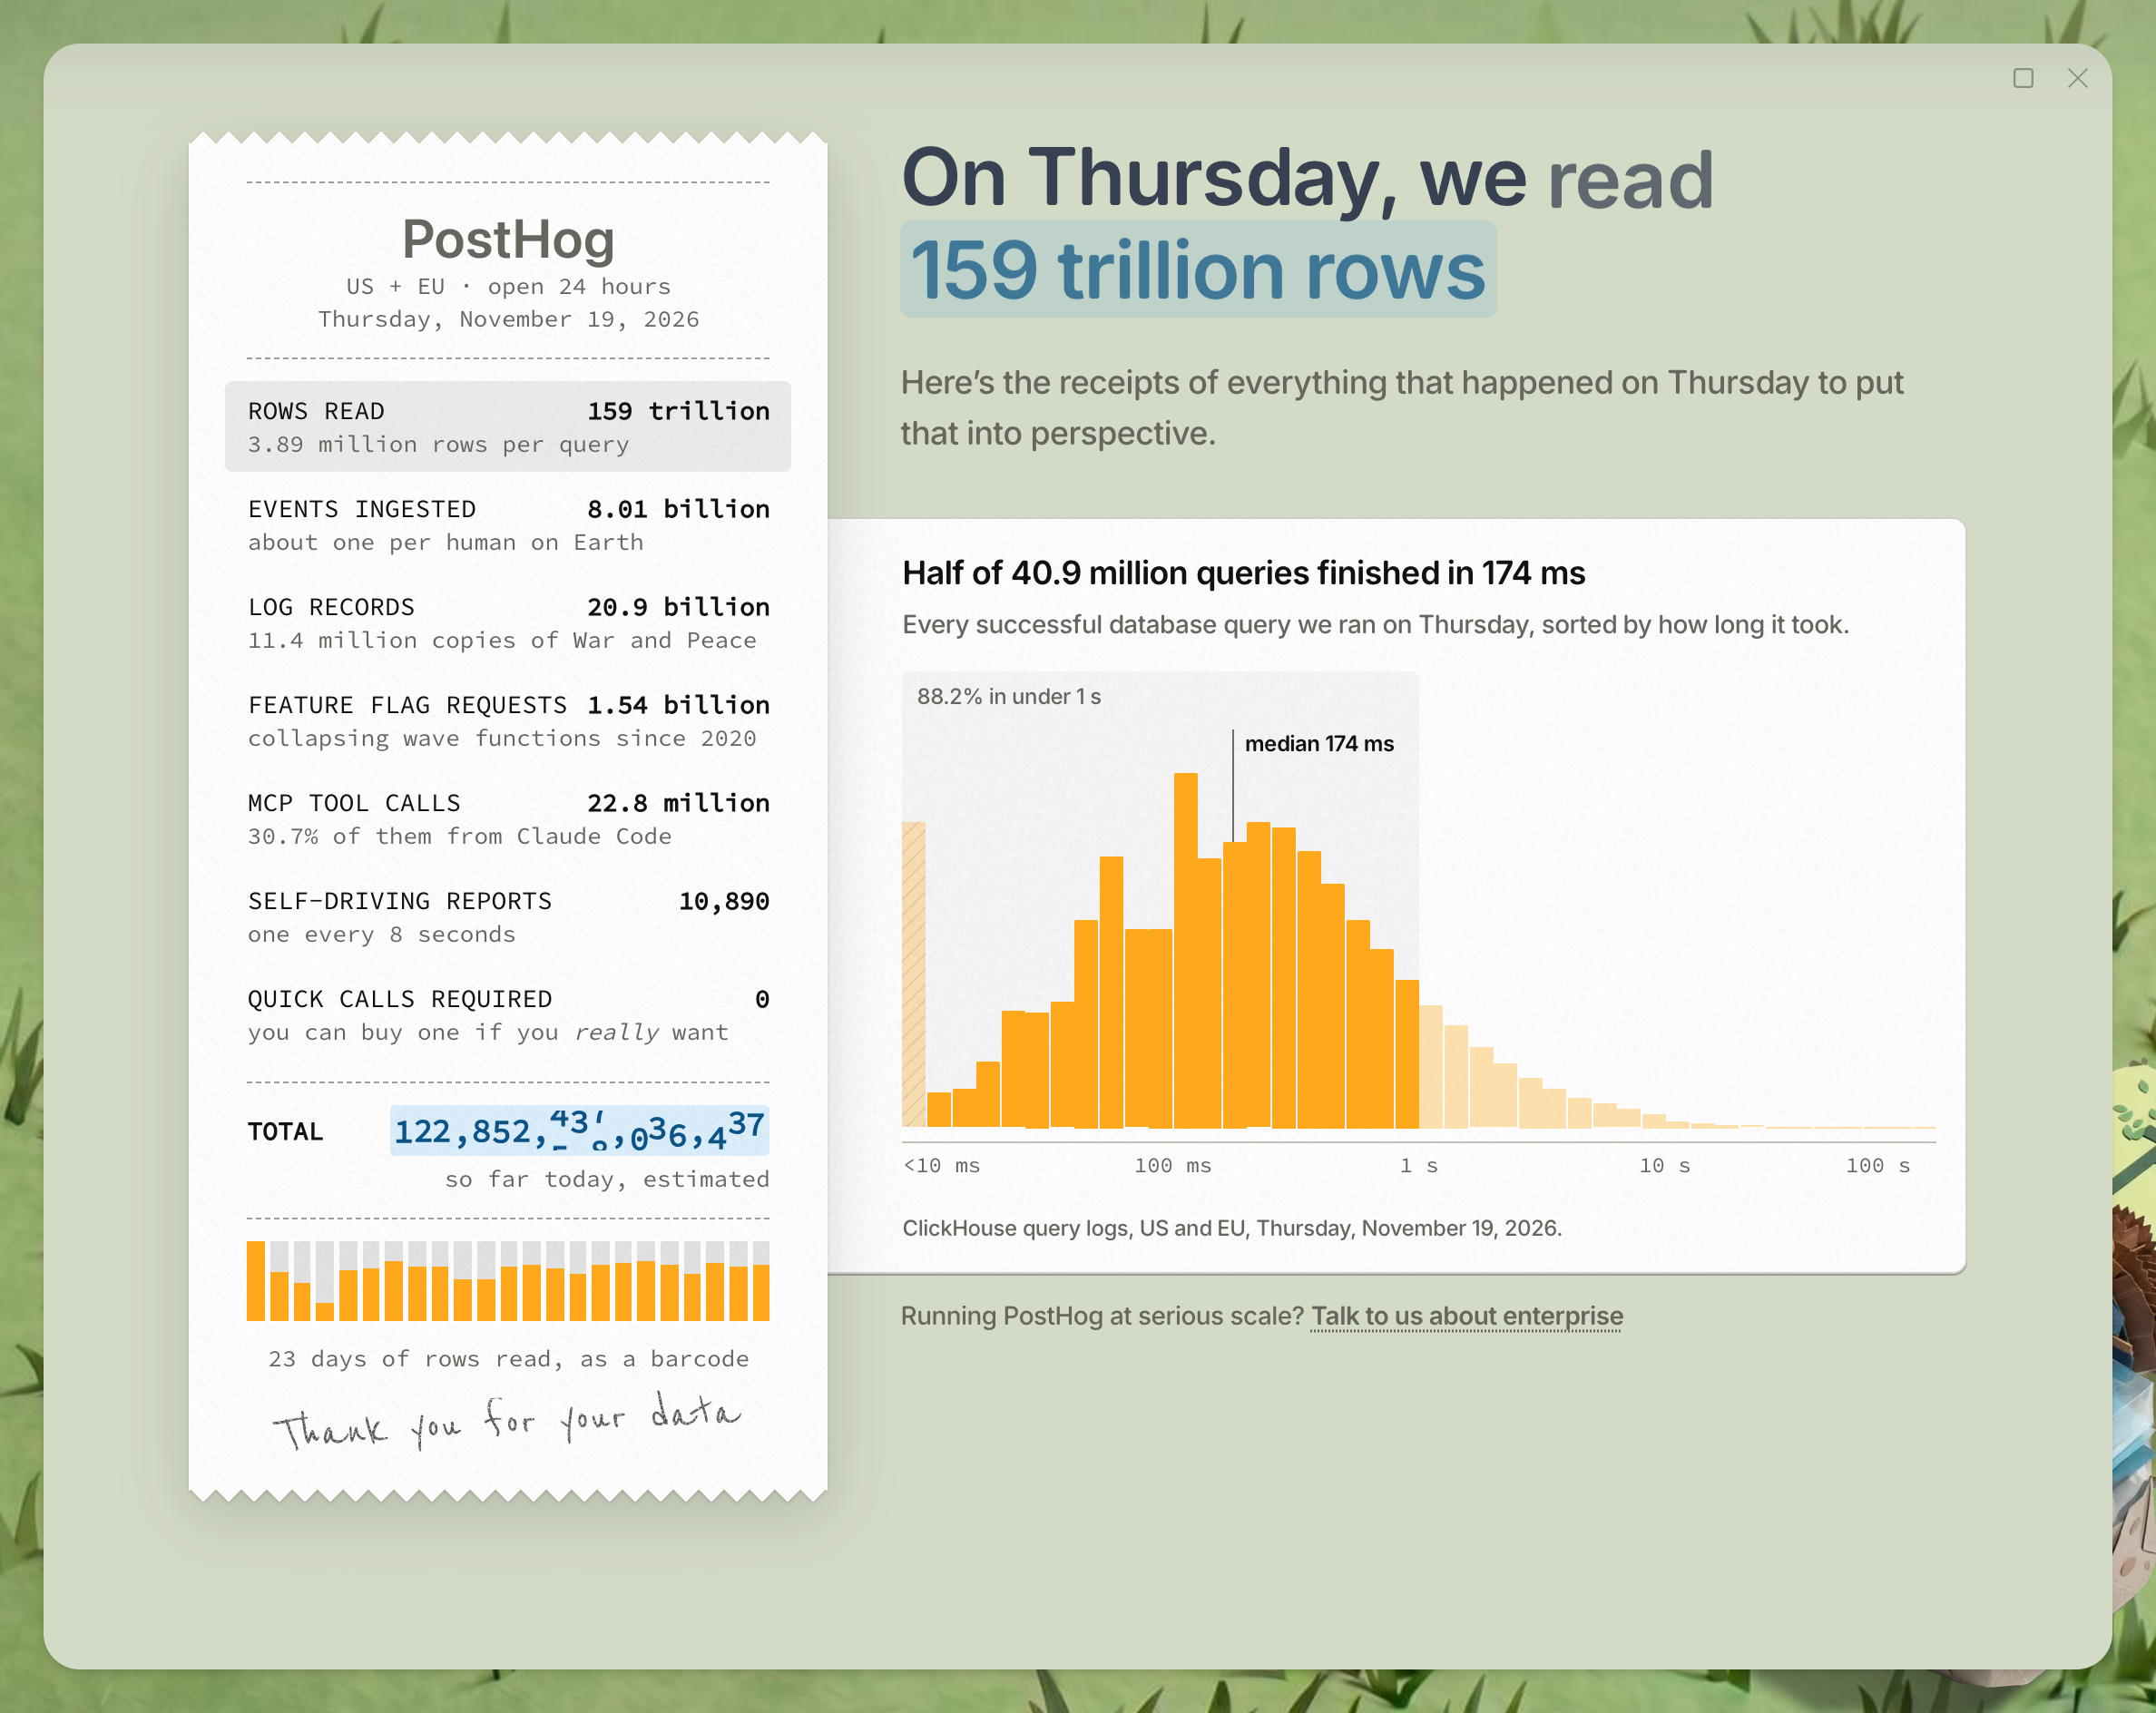 PostHog
US + EU · open 24 hours
Thursday, November 19, 2026
ROWS READ 159 trillion
3.89 million rows per query
EVENTS INGESTED 8.01 billion
about one per human on Earth
LOG RECORDS 20.9 billion
11.4 million copies of War and Peace
FEATURE FLAG REQUESTS 1.54 billion
collapsing wave functions since 2020
MCP TOOL CALLS 22.8 million
30.7% of them from Claude Code
SELF-DRIVING REPORTS 10,890
one every 8 seconds
QUICK CALLS REQUIRED 0
you can buy one if you really want
TOTAL
so far today, estimated
23 days of rows read, as a barcode
Thank you for your data
On Thursday, we read
159 trillion rows
Here's the receipts of everything that happened on Thursday to put
that into perspective.
Half of 40.9 million queries finished in 174 ms
Every successful database query we ran on Thursday, sorted by how long it took.
88.2% in under 1 s
median 174 ms
<10 ms 100 ms 1 s 10 s 100 s
ClickHouse query logs, US and EU, Thursday, November 19, 2026.
Running PostHog at serious scale? Talk to us about enterprise